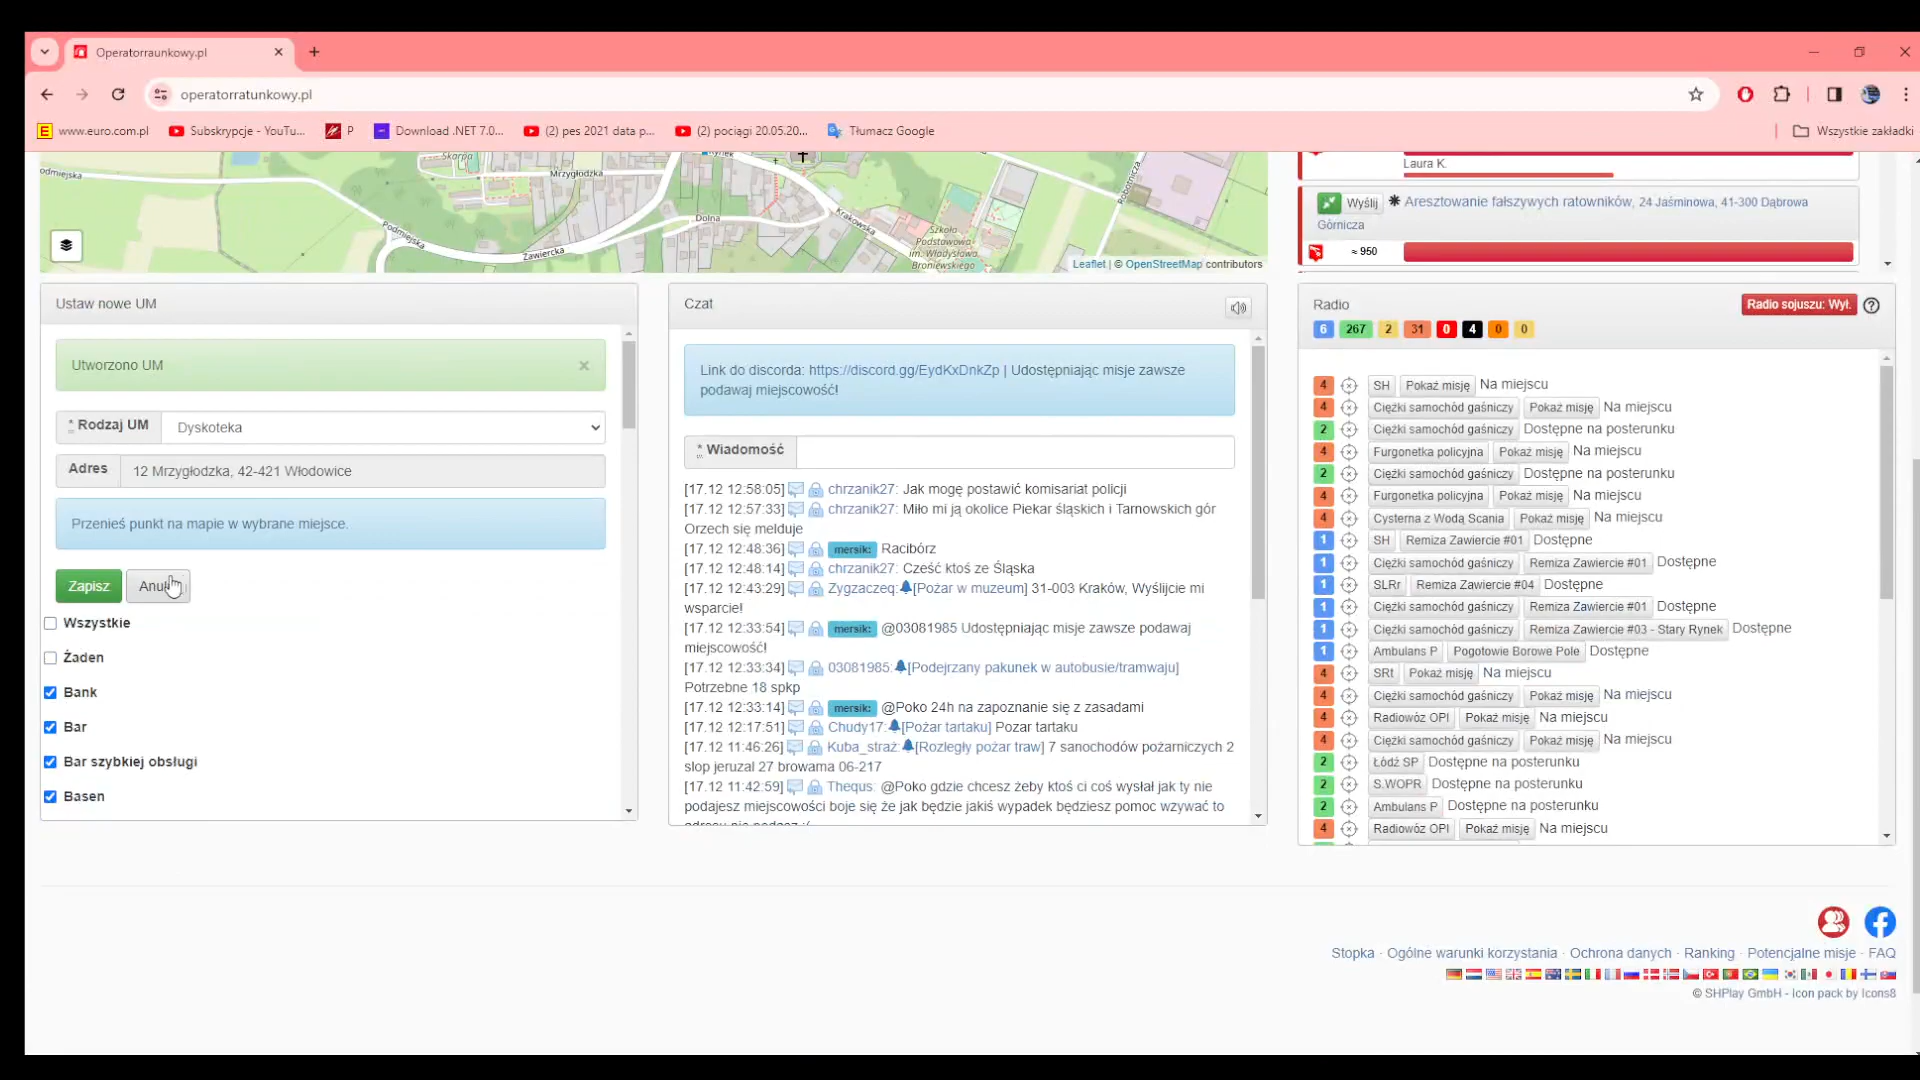 Operatorraunkowy.pl
operatorratunkowy.pl
www.euro.com.pl
Subskrypcje - YouTu...
P
Download .NET 7.0...
(2) pes 2021 data p...
(2) pociągi 20.05.20...
Tłumacz Google
Wszystkie zakładki
Skarpa
Rynek
Mrzygłodzka
Podmiejska
Dolna
Krakowska
Robotnicza
Zawiercka
Szkoła
Podstawowa
im. Władysława
Broniewskiego
Leaflet | © OpenStreetMap contributors
Laura K.
Wyślij Aresztowanie fałszywych ratowników, 24 Jaśminowa, 41-300 Dąbrowa
Górnicza
≈ 950
Ustaw nowe UM
Utworzono UM
×
* Rodzaj UM Dyskoteka
Adres 12 Mrzygłodzka, 42-421 Włodowice
Przenieś punkt na mapie w wybrane miejsce.
Zapisz
Wszystkie
Żaden
Bank
Bar
Bar szybkiej obsługi
Basen
Czat
Link do discorda: https://discord.gg/EydKxDnkZp | Udostępniając misje zawsze
podawaj miejscowość!
* Wiadomość
[17.12 12:58:05] chrzanik27: Jak mogę postawić komisariat policji
[17.12 12:57:33] chrzanik27: Miło mi ją okolice Piekar śląskich i Tarnowskich gór
Orzech się melduje
[17.12 12:48:36] mersik: Racibórz
[17.12 12:48:14] chrzanik27: Cześć ktoś ze Śląska
[17.12 12:43:29] Zygzaczeq: [Pożar w muzeum] 31-003 Kraków, Wyślijcie mi
wsparcie!
[17.12 12:33:54] mersik: @03081985 Udostępniając misje zawsze podawaj
miejscowość!
[17.12 12:33:34] 03081985: [Podejrzany pakunek w autobusie/tramwaju]
Potrzebne 18 spkp
[17.12 12:33:14] mersik: @Poko 24h na zapoznanie się z zasadami
[17.12 12:17:51] Chudy17: [Pożar tartaku] Pozar tartaku
[17.12 11:46:26] Kuba_straż: [Rozległy pożar traw] 7 sanochodów pożarniczych 2
slop jeruzal 27 browama 06-217
[17.12 11:42:59] Thequs: @Poko gdzie chcesz żeby ktoś ci coś wysłał jak ty nie
podajesz miejscowości boje się że jak będzie jakiś wypadek będziesz pomoc wzywać to
Radio
Radio sojuszu: Wył.
6 267 2 31 0 4 0 0
4 SH Pokaż misję Na miejscu
4 Ciężki samochód gaśniczy Pokaż misję Na miejscu
2 Ciężki samochód gaśniczy Dostępne na posterunku
4 Furgonetka policyjna Pokaż misję Na miejscu
2 Ciężki samochód gaśniczy Dostępne na posterunku
4 Furgonetka policyjna Pokaż misję Na miejscu
4 Cysterna z Wodą Scania Pokaż misję Na miejscu
1 SH Remiza Zawiercie #01 Dostępne
1 Ciężki samochód gaśniczy Remiza Zawiercie #01 Dostępne
1 SLRr Remiza Zawiercie #04 Dostępne
1 Ciężki samochód gaśniczy Remiza Zawiercie #01 Dostępne
1 Ciężki samochód gaśniczy Remiza Zawiercie #03 - Stary Rynek Dostępne
1 Ambulans P Pogotowie Borowe Pole Dostępne
4 SRt Pokaż misję Na miejscu
4 Ciężki samochód gaśniczy Pokaż misję Na miejscu
4 Radiowóz OPI Pokaż misję Na miejscu
4 Ciężki samochód gaśniczy Pokaż misję Na miejscu
2 Łódź SP Dostępne na posterunku
2 S.WOPR Dostępne na posterunku
2 Ambulans P Dostępne na posterunku
4 Radiowóz OPI Pokaż misję Na miejscu
Stopka · Ogólne warunki korzystania · Ochrona danych · Ranking · Potencjalne misje · FAQ
© SHPlay GmbH - Icon pack by Icons8